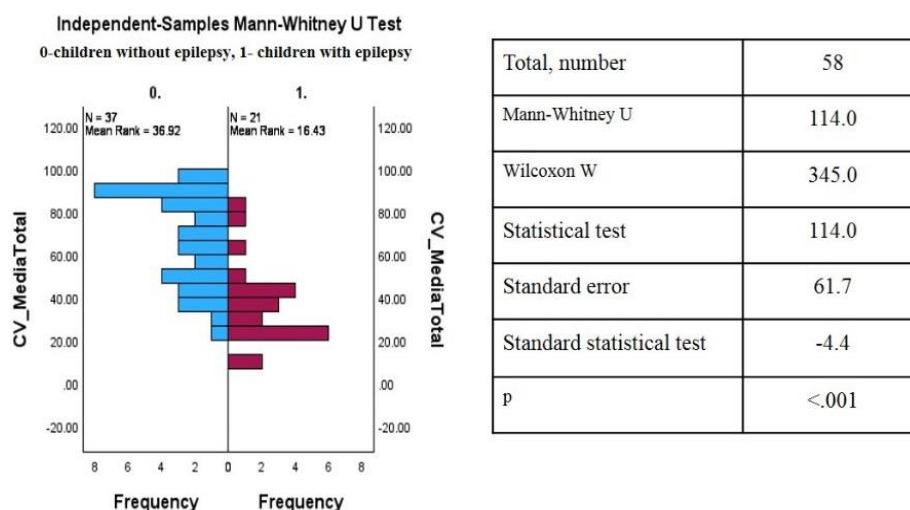 Independent-Samples Mann-Whitney U Test
0-children without epilepsy, 1- children with epilepsy
0.
1.
N = 37
Mean Rank = 36.92
N = 21
Mean Rank = 16.43
120.00
100.00
80.00
60.00
40.00
20.00
.00
-20.00
CV_MediaTotal
120.00
100.00
80.00
60.00
40.00
20.00
.00
-20.00
CV_MediaTotal
8 6 4 2 0 0 2 4 6 8
Frequency Frequency
Total, number 58
Mann-Whitney U 114.0
Wilcoxon W 345.0
Statistical test 114.0
Standard error 61.7
Standard statistical test -4.4
p <.001